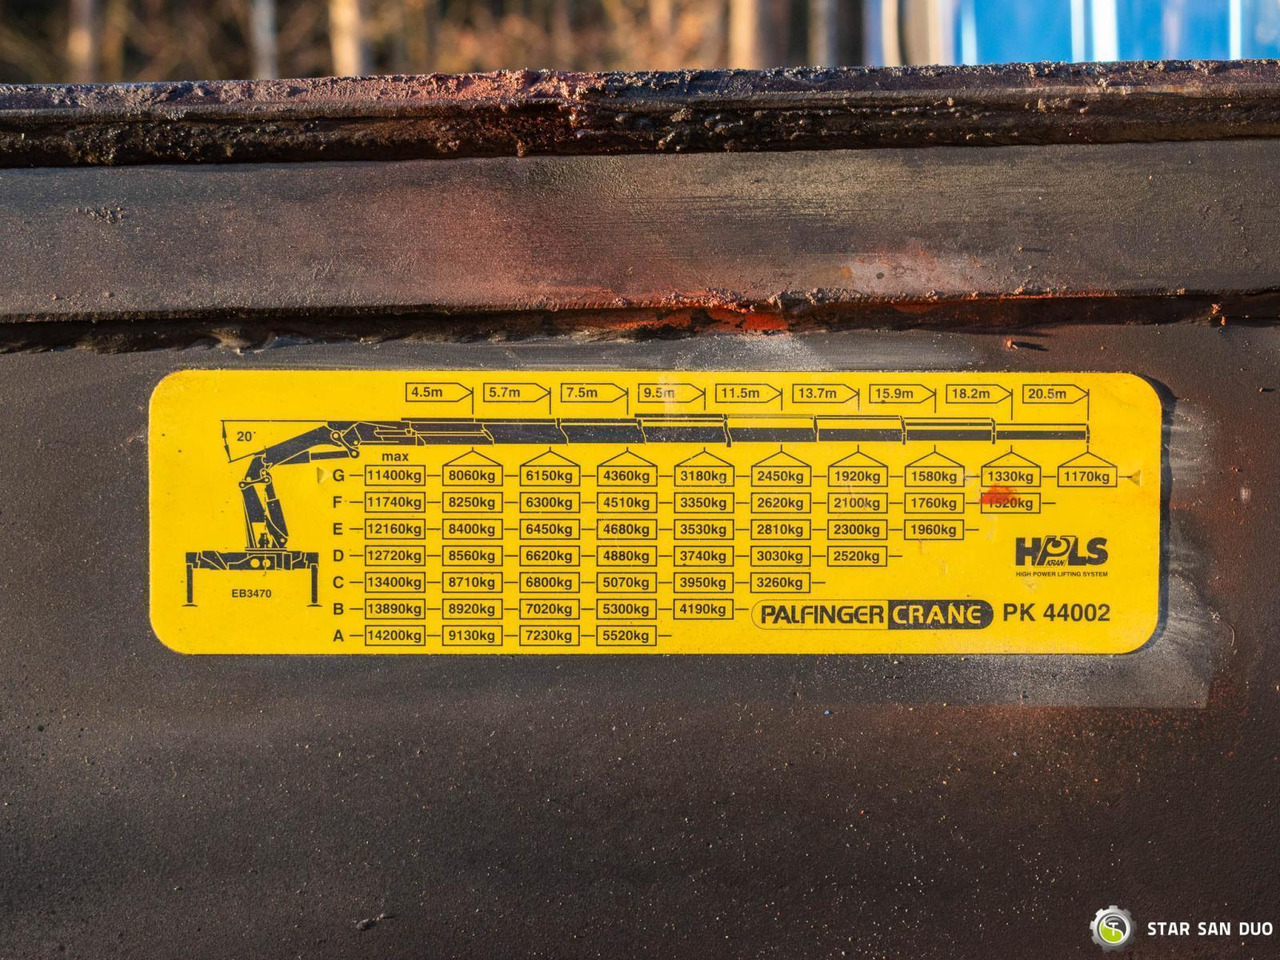 4.5m 5.7m 7.5m 9.5m 11.5m 13.7m 15.9m 18.2m 20.5m
20°
max
G 11400kg 8060kg 6150kg 4360kg 3180kg 2450kg 1920kg 1580kg 1330kg 1170kg
F 11740kg 8250kg 6300kg 4510kg 3350kg 2620kg 2100kg 1760kg 1520kg
E 12160kg 8400kg 6450kg 4680kg 3530kg 2810kg 2300kg 1960kg
D 12720kg 8560kg 6620kg 4880kg 3740kg 3030kg 2520kg
C 13400kg 8710kg 6800kg 5070kg 3950kg 3260kg
B 13890kg 8920kg 7020kg 5300kg 4190kg
A 14200kg 9130kg 7230kg 5520kg
EB3470
HPLS
KRAN
HIGH POWER LIFTING SYSTEM
PALFINGER CRANE PK 44002
STAR SAN DUO